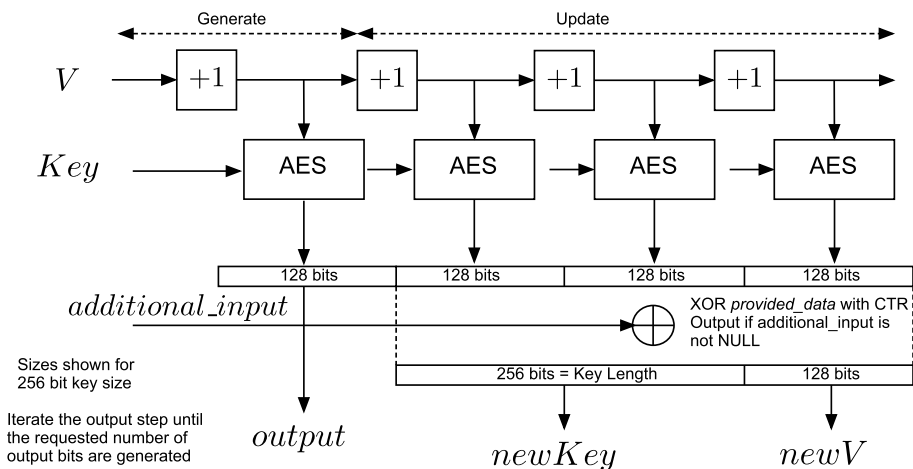 Generate
Update
V
+1
+1
+1
+1
Key
AES
AES
AES
AES
128 bits
128 bits
128 bits
128 bits
additional_input
XOR provided_data with CTR
Output if additional_input is
not NULL
Sizes shown for
256 bit key size
256 bits = Key Length
128 bits
Iterate the output step until
the requested number of
output bits are generated
output
newKey
newV